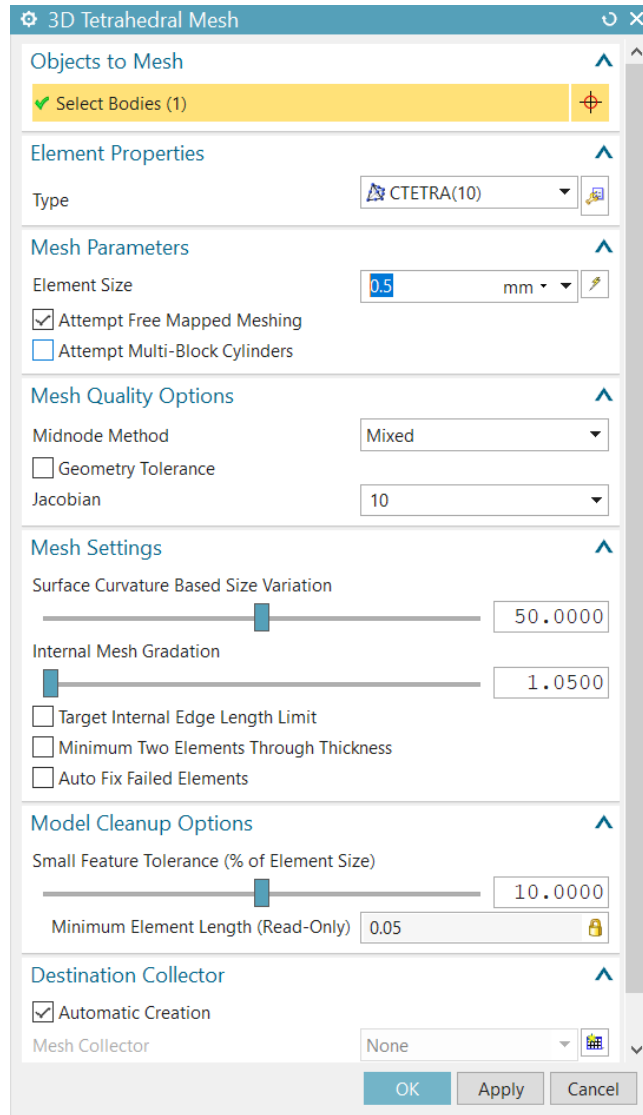 3D Tetrahedral Mesh
Objects to Mesh
Select Bodies (1)
Element Properties
Type CTETRA(10)
Mesh Parameters
Element Size 0.5 mm
Attempt Free Mapped Meshing
Attempt Multi-Block Cylinders
Mesh Quality Options
Midnode Method Mixed
Geometry Tolerance
Jacobian 10
Mesh Settings
Surface Curvature Based Size Variation
50.0000
Internal Mesh Gradation
1.0500
Target Internal Edge Length Limit
Minimum Two Elements Through Thickness
Auto Fix Failed Elements
Model Cleanup Options
Small Feature Tolerance (% of Element Size)
10.0000
Minimum Element Length (Read-Only) 0.05
Destination Collector
Automatic Creation
Mesh Collector None
OK Apply Cancel